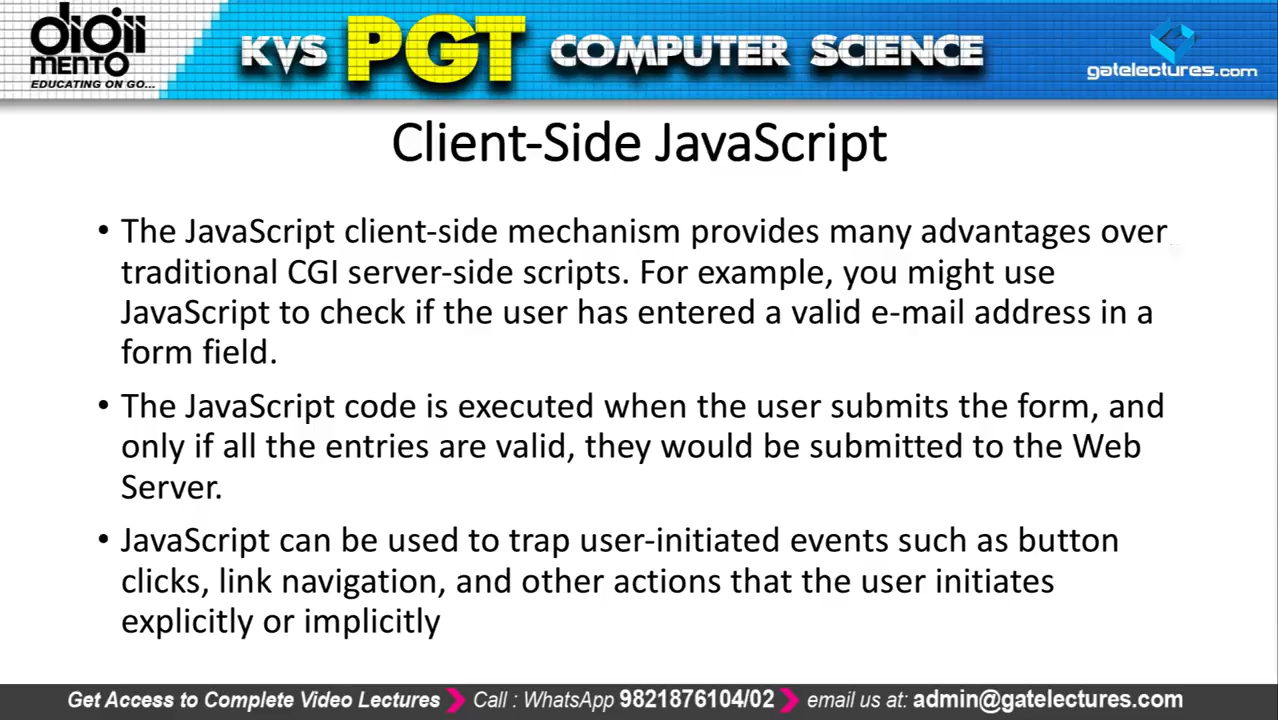 digii
MENTO
EDUCATING ON GO...
KVS PGT COMPUTER SCIENCE
gatelectures.com
Client-Side JavaScript
• The JavaScript client-side mechanism provides many advantages over
traditional CGI server-side scripts. For example, you might use
JavaScript to check if the user has entered a valid e-mail address in a
form field.
• The JavaScript code is executed when the user submits the form, and
only if all the entries are valid, they would be submitted to the Web
Server.
• JavaScript can be used to trap user-initiated events such as button
clicks, link navigation, and other actions that the user initiates
explicitly or implicitly
Get Access to Complete Video Lectures Call : WhatsApp 9821876104/02 email us at: admin@gatelectures.com